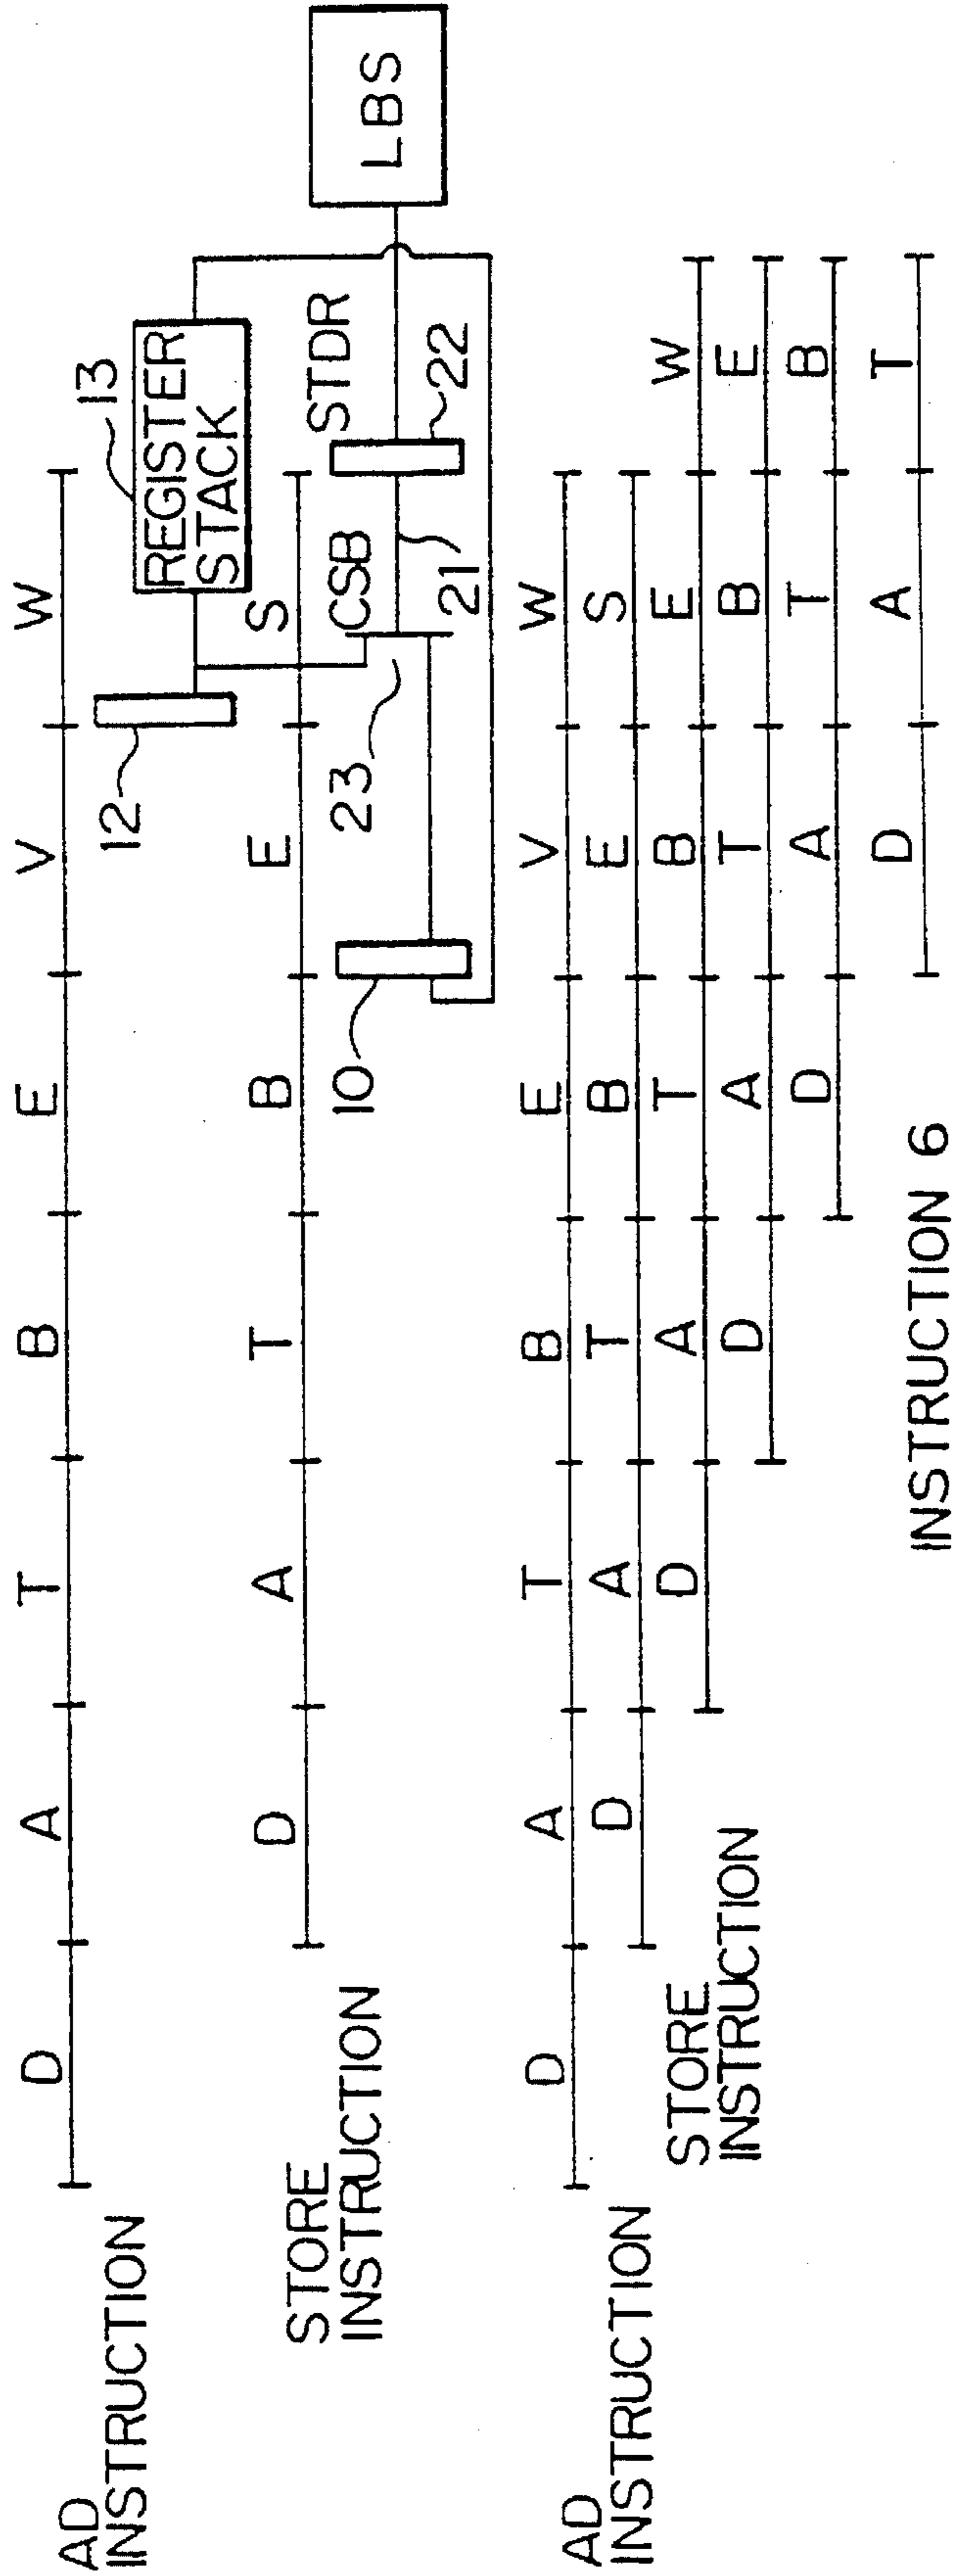 AD
INSTRUCTION
D A T B E V W
12
13
REGISTER
STACK
STORE
INSTRUCTION
D A T B E S
10
23
CSB
21
STDR
22
LBS
AD
INSTRUCTION
D A T B E V W
D A T B E S
STORE
INSTRUCTION
D A T B E W
D A T B E
D A T B
INSTRUCTION 6
D A T